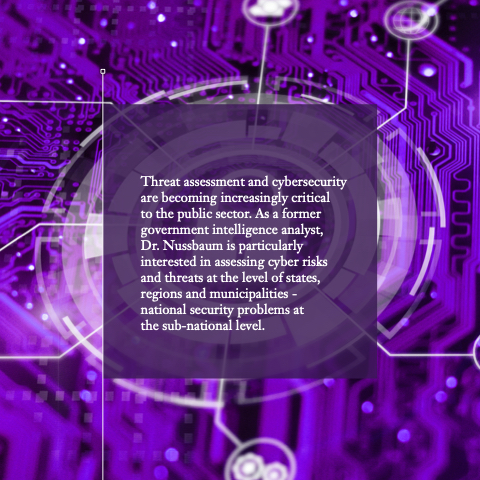 Threat assessment and cybersecurity
are becoming increasingly critical
to the public sector. As a former
government intelligence analyst,
Dr. Nussbaum is particularly
interested in assessing cyber risks
and threats at the level of states,
regions and municipalities -
national security problems at
the sub-national level.